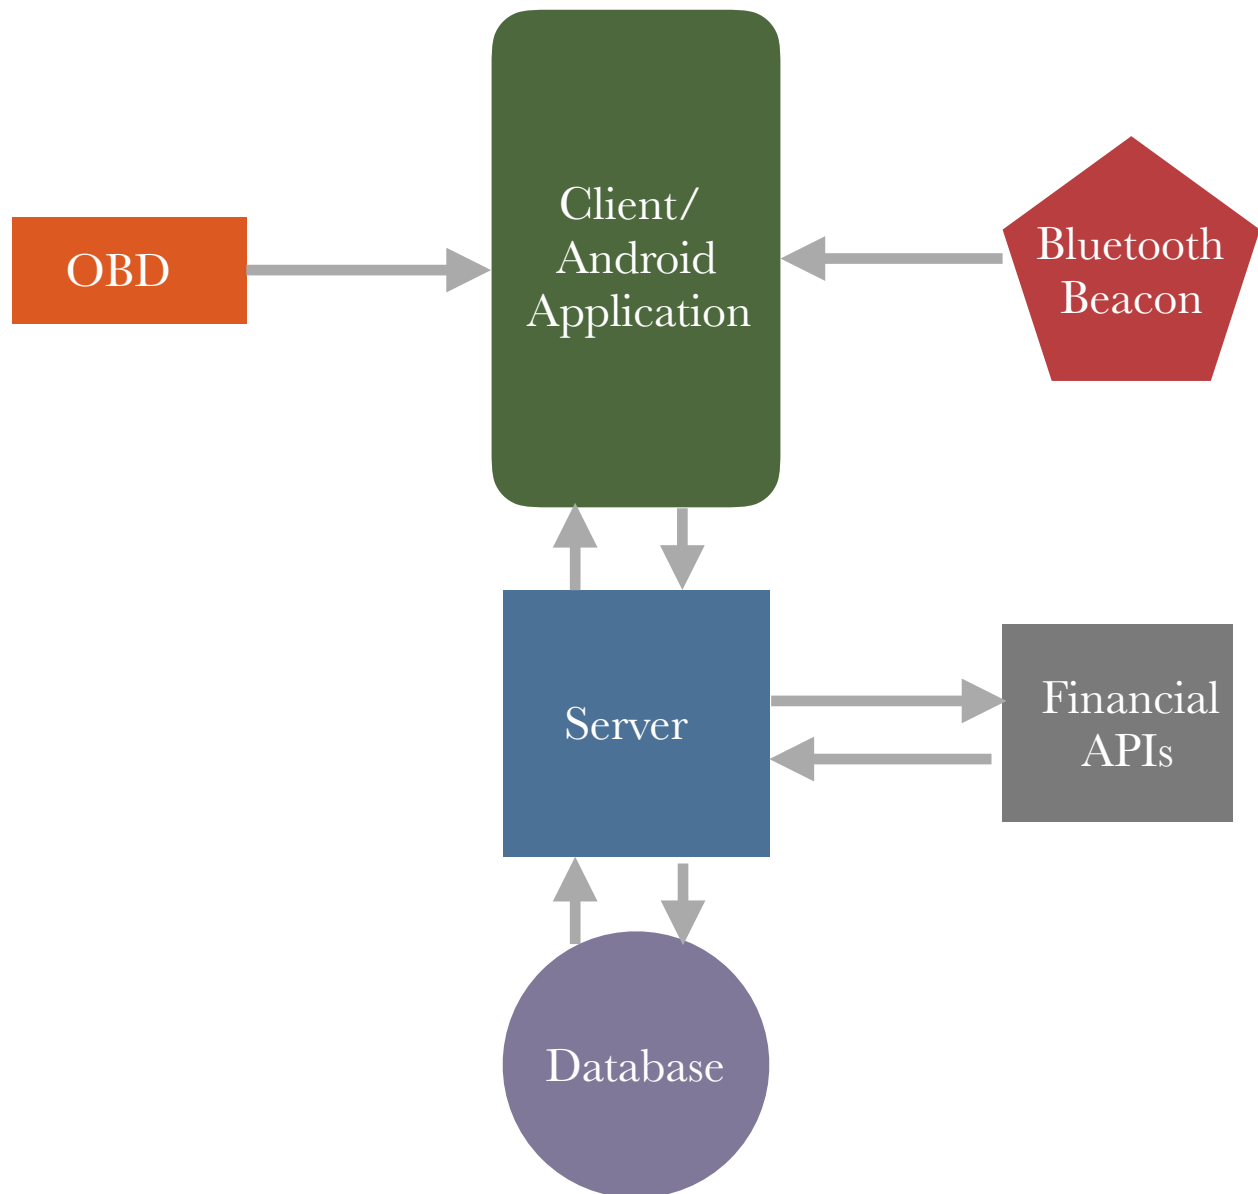 OBD
Client/
Android
Application
Bluetooth
Beacon
Server
Financial
APIs
Database